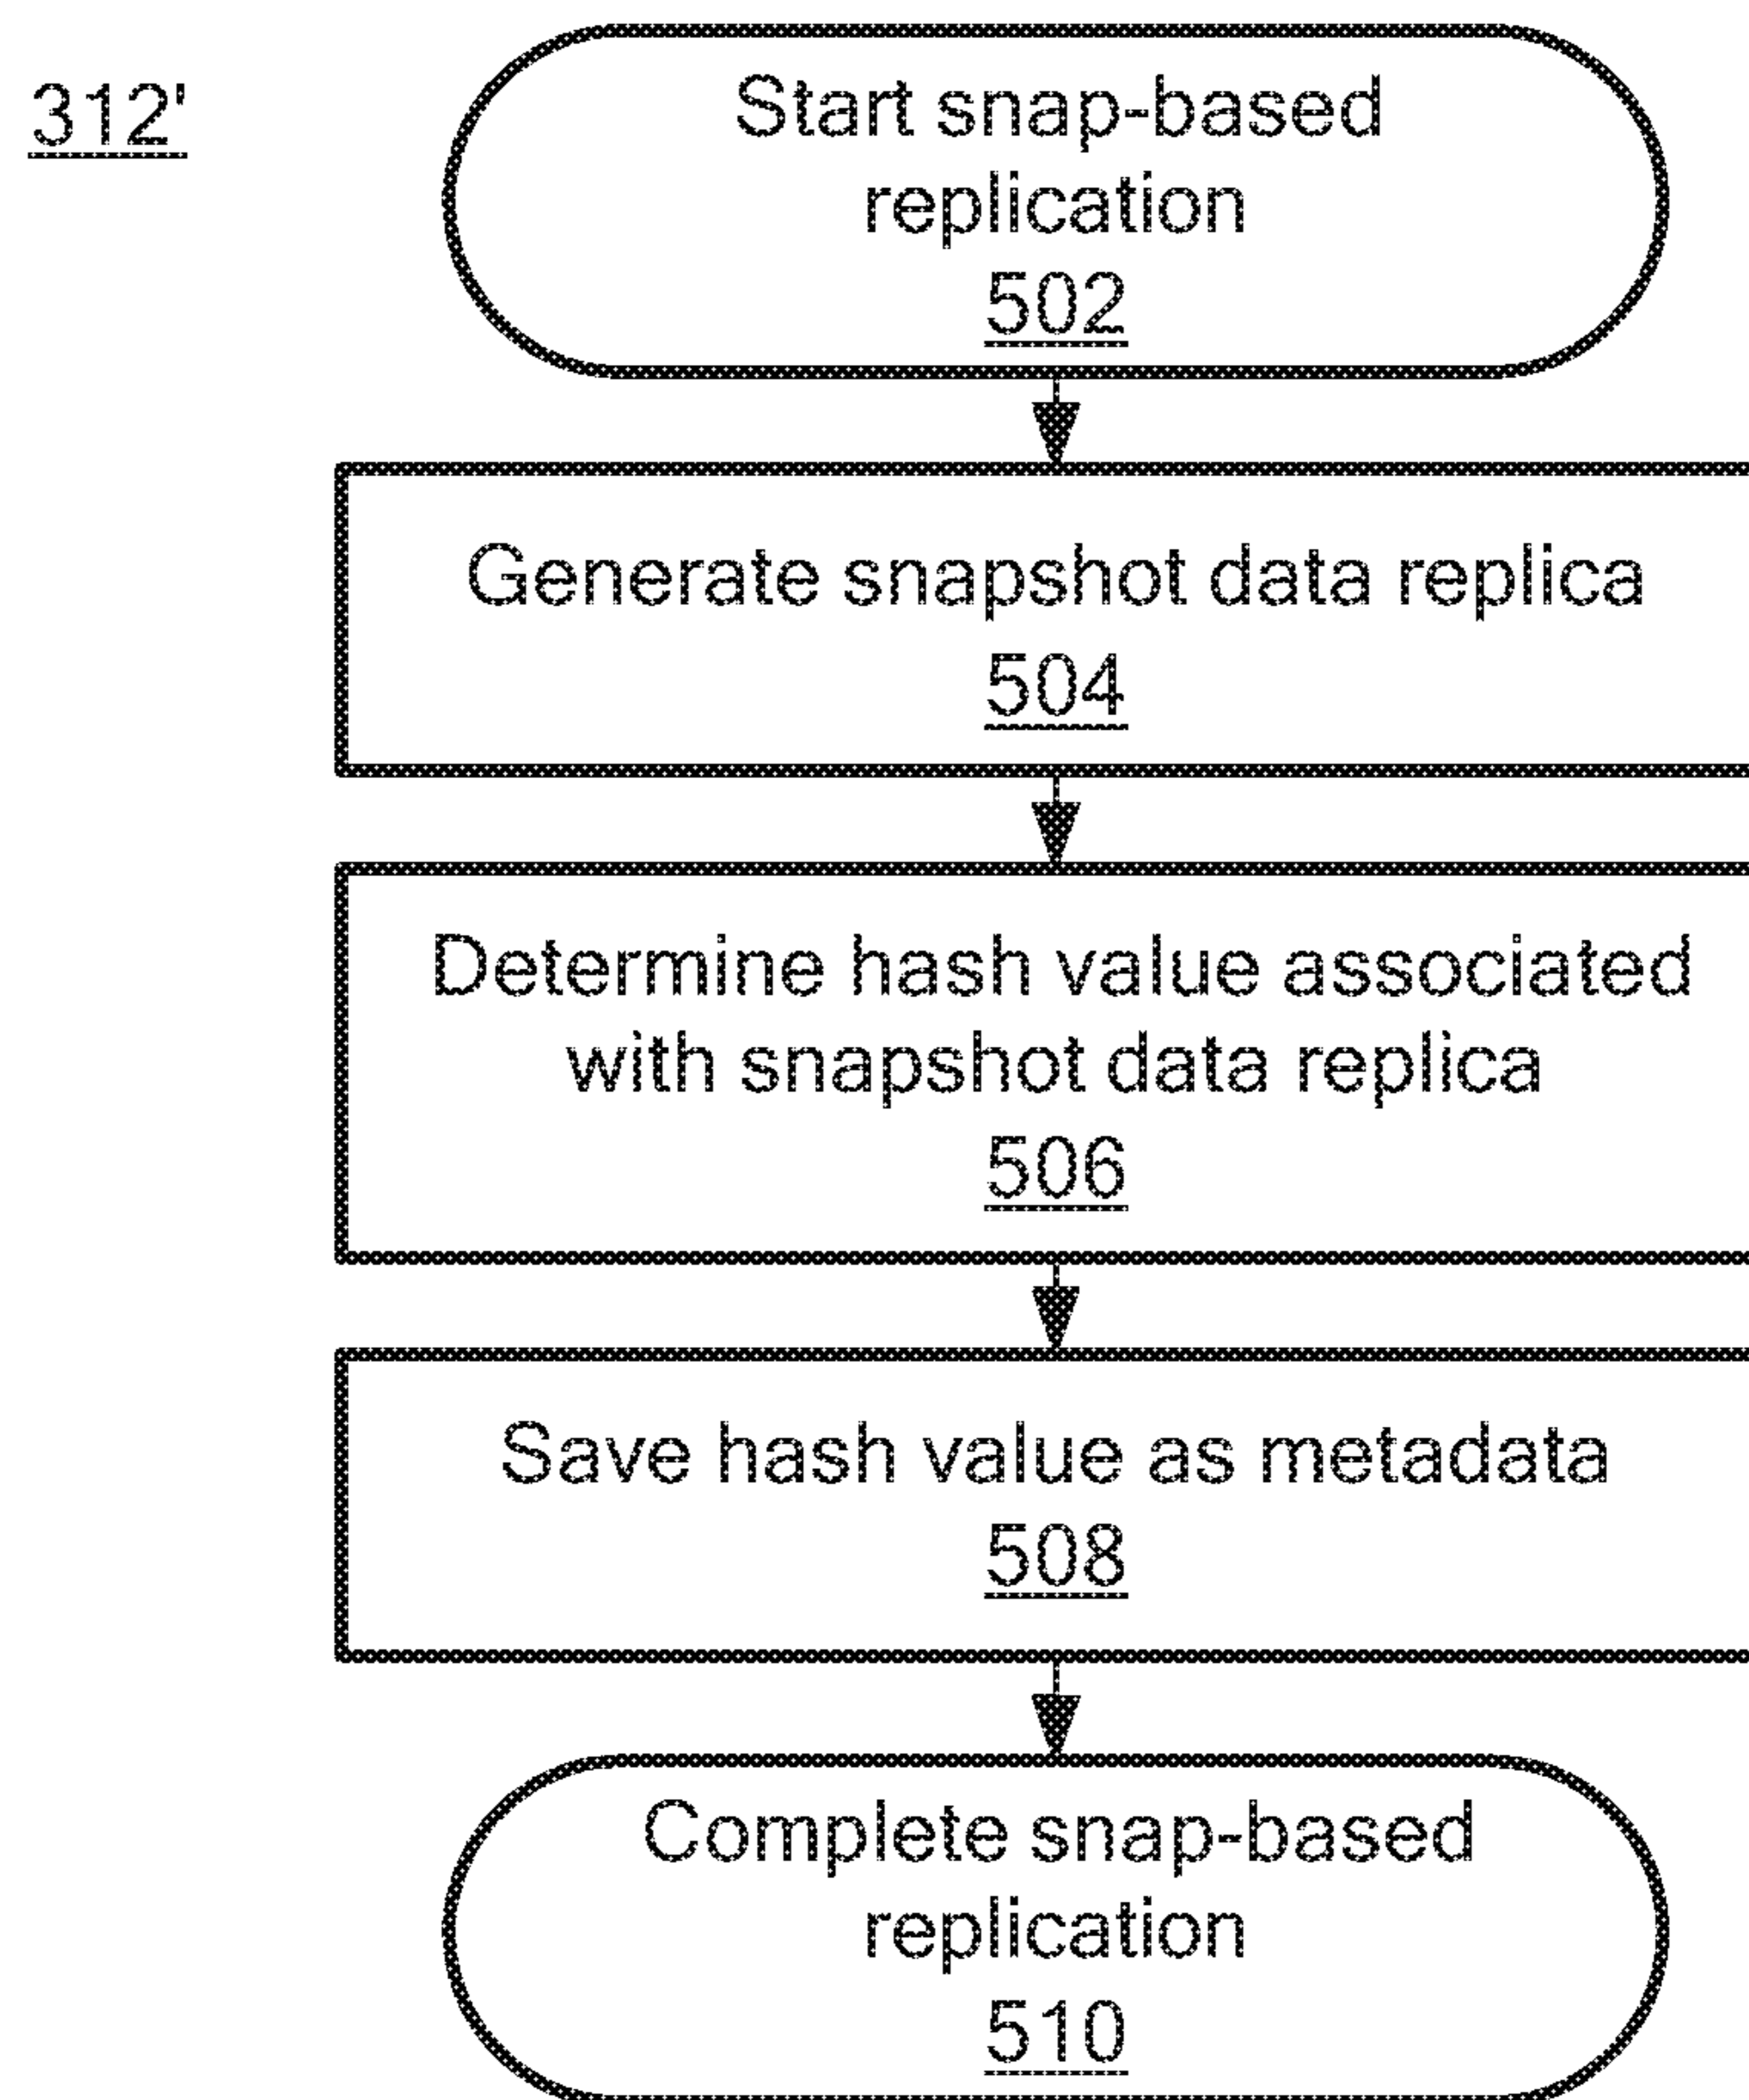 312'
Start snap-based
replication
502
Generate snapshot data replica
504
Determine hash value associated
with snapshot data replica
506
Save hash value as metadata
508
Complete snap-based
replication
510